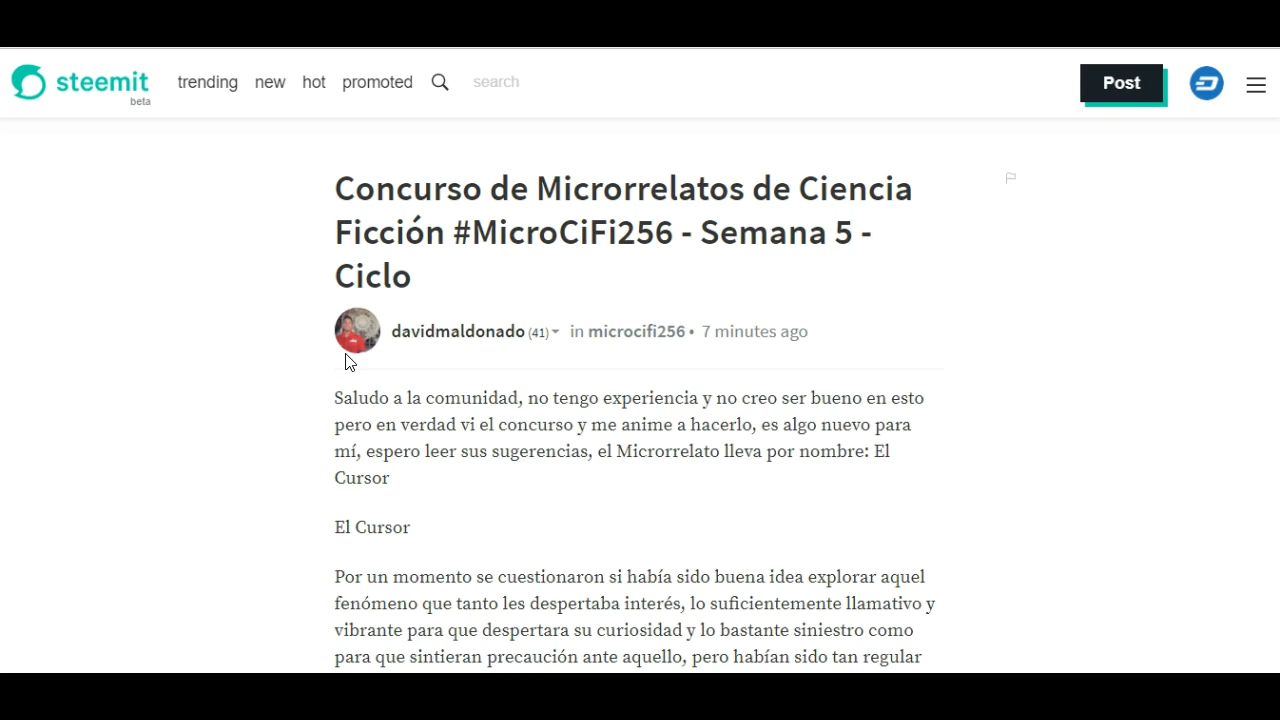 steemit
beta
trending new hot promoted search
Post
Concurso de Microrrelatos de Ciencia
Ficción #MicroCiFi256 - Semana 5 -
Ciclo
davidmaldonado (41) in microcifi256 • 7 minutes ago
Saludo a la comunidad, no tengo experiencia y no creo ser bueno en esto
pero en verdad vi el concurso y me anime a hacerlo, es algo nuevo para
mí, espero leer sus sugerencias, el Microrrelato lleva por nombre: El
Cursor
El Cursor
Por un momento se cuestionaron si había sido buena idea explorar aquel
fenómeno que tanto les despertaba interés, lo suficientemente llamativo y
vibrante para que despertara su curiosidad y lo bastante siniestro como
para que sintieran precaución ante aquello, pero habían sido tan regular